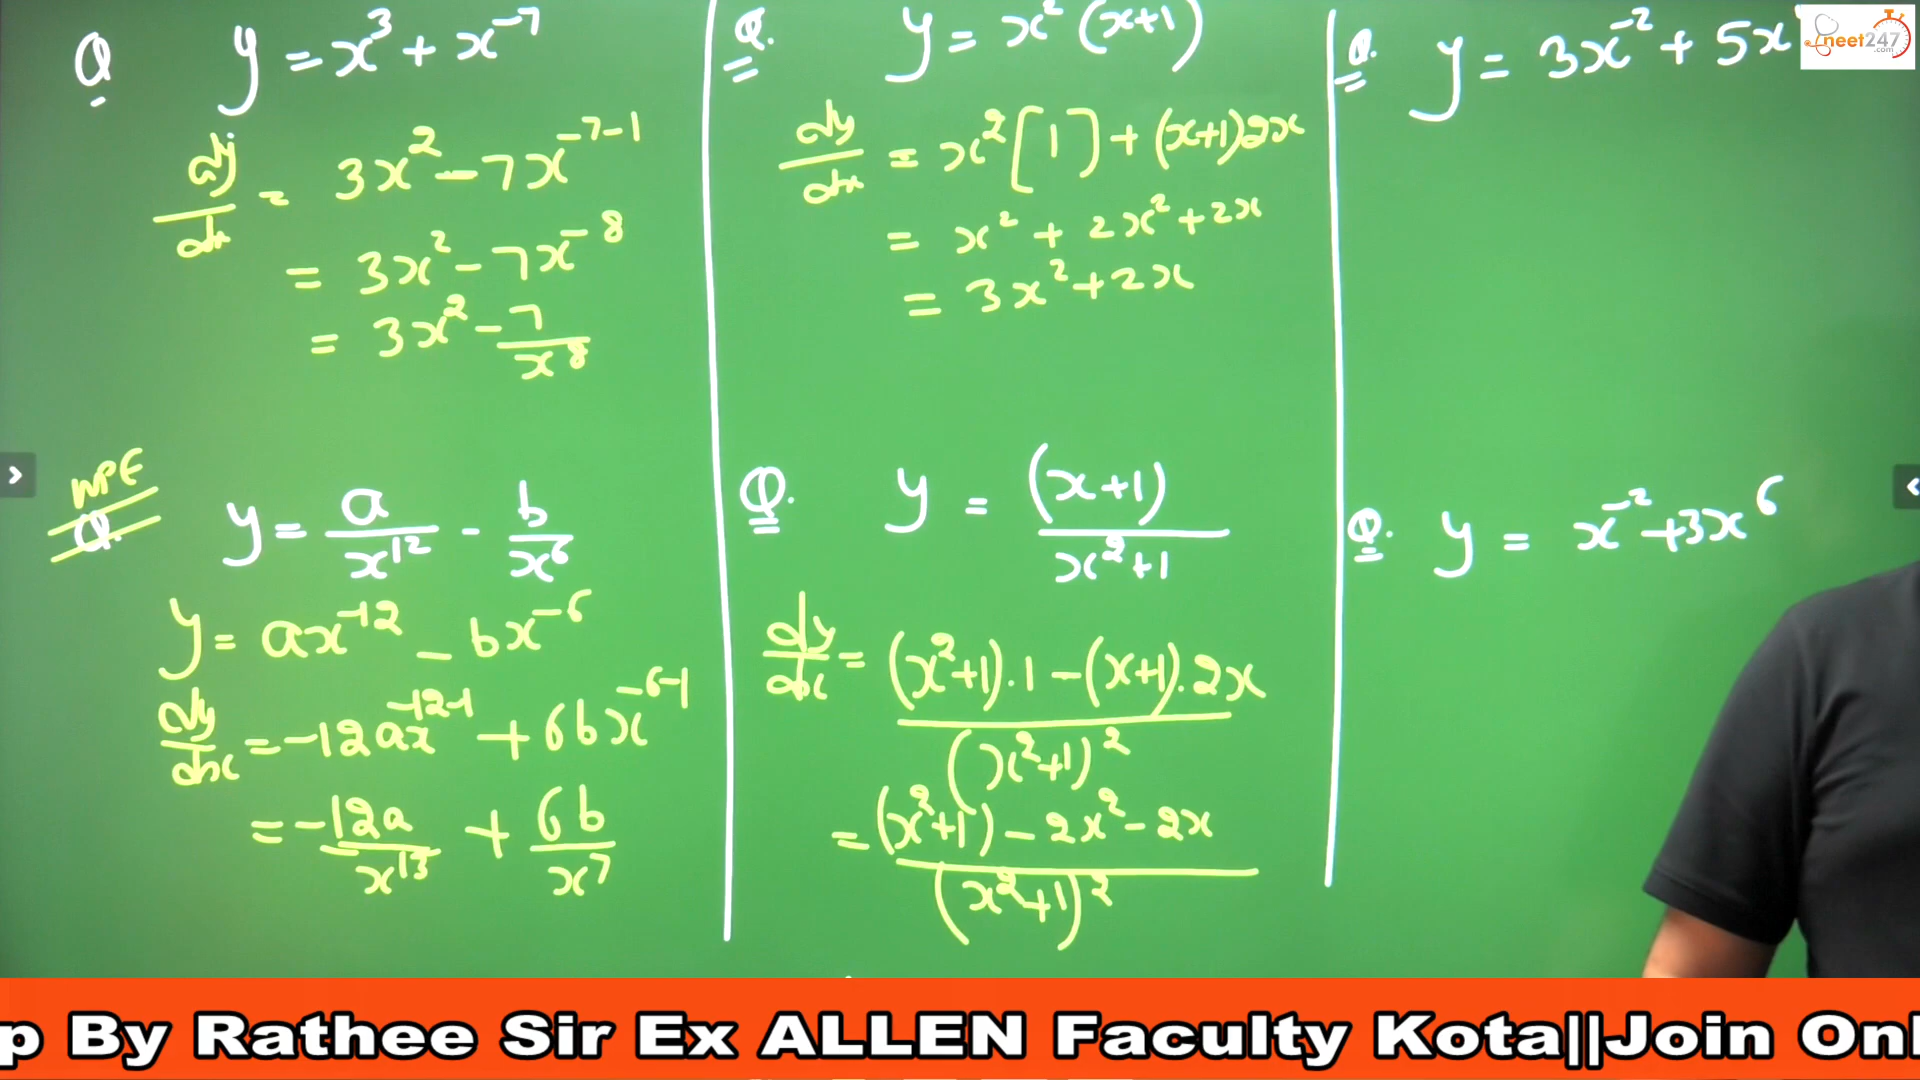 Q y = x³ + x⁻⁷
dy/dx = 3x² - 7x⁻⁷⁻¹
= 3x² - 7x⁻⁸
= 3x² - 7/x⁸
Q. y = x² (x+1)
dy/dx = x² [1] + (x+1)2x
= x² + 2x² + 2x
= 3x² + 2x
Q. y = 3x⁻² + 5x
neet247
.com
Q. y = a/x¹² - b/x⁶
y = ax⁻¹² - bx⁻⁶
dy/dx = -12ax⁻¹²⁻¹ + 6bx⁻⁶⁻¹
= -12a/x¹³ + 6b/x⁷
Q. y = (x+1)/x²+1
dy/dx = (x²+1).1 - (x+1).2x/(x²+1)²
= (x²+1) - 2x² - 2x/(x²+1)²
Q. y = x⁻² + 3x⁶
p By Rathee Sir Ex ALLEN Faculty Kota||Join Onl